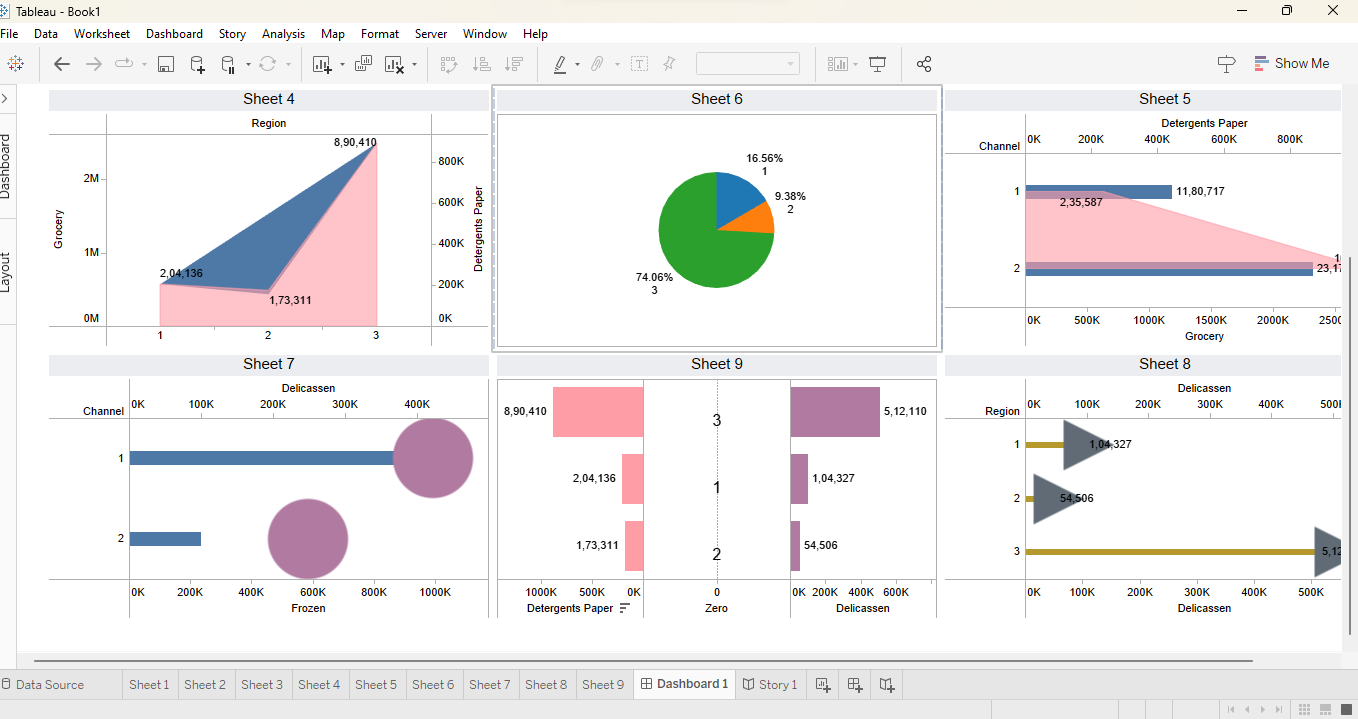 Tableau - Book1
File Data Worksheet Dashboard Story Analysis Map Format Server Window Help
Show Me
Dashboard
Layout
Sheet 4
Region
8,90,410
2M
1M
0M
Grocery
2,04,136
1,73,311
800K
600K
400K
200K
0K
Detergents Paper
1 2 3
Sheet 6
16.56%
1
9.38%
2
74.06%
3
Sheet 5
Detergents Paper
Channel 0K 200K 400K 600K 800K
1 11,80,717
2,35,587
2 23,17
0K 500K 1000K 1500K 2000K 2500
Grocery
Sheet 7
Delicassen
Channel 0K 100K 200K 300K 400K
1
2
0K 200K 400K 600K 800K 1000K
Frozen
Sheet 9
8,90,410 3 5,12,110
2,04,136 1 1,04,327
1,73,311 2 54,506
1000K 500K 0K 0 0K 200K 400K 600K
Detergents Paper Zero Delicassen
Sheet 8
Delicassen
Region 0K 100K 200K 300K 400K 500
1 1,04,327
2 54,506
3 5,12
0K 100K 200K 300K 400K 500K
Delicassen
Data Source Sheet 1 Sheet 2 Sheet 3 Sheet 4 Sheet 5 Sheet 6 Sheet 7 Sheet 8 Sheet 9 Dashboard 1 Story 1